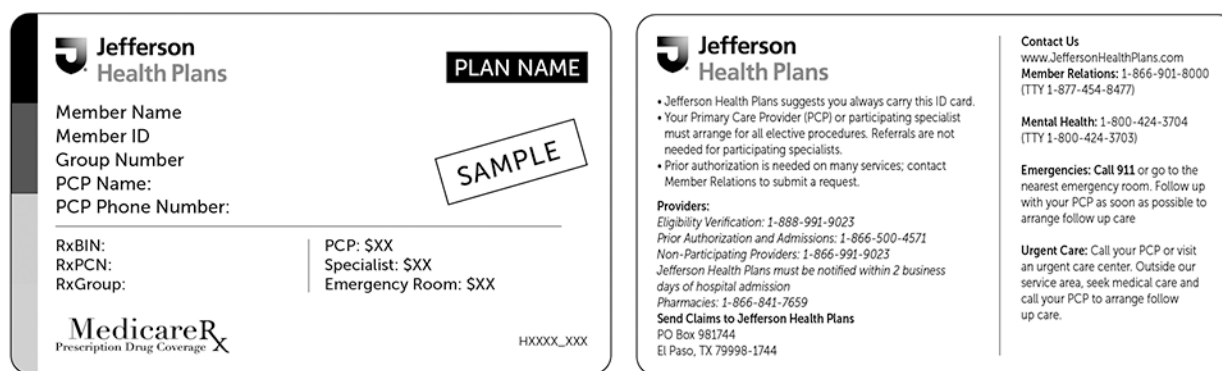 Jefferson
Health Plans
PLAN NAME
Member Name
Member ID
Group Number
PCP Name:
PCP Phone Number:
SAMPLE
RxBIN:
RxPCN:
RxGroup:
PCP: $XX
Specialist: $XX
Emergency Room: $XX
MedicareRx
Prescription Drug Coverage
HXXXX_XXX
Jefferson
Health Plans
• Jefferson Health Plans suggests you always carry this ID card.
• Your Primary Care Provider (PCP) or participating specialist
must arrange for all elective procedures. Referrals are not
needed for participating specialists.
• Prior authorization is needed on many services; contact
Member Relations to submit a request.
Providers:
Eligibility Verification: 1-888-991-9023
Prior Authorization and Admissions: 1-866-500-4571
Non-Participating Providers: 1-866-991-9023
Jefferson Health Plans must be notified within 2 business
days of hospital admission
Pharmacies: 1-866-841-7659
Send Claims to Jefferson Health Plans
PO Box 981744
El Paso, TX 79998-1744
Contact Us
www.JeffersonHealthPlans.com
Member Relations: 1-866-901-8000
(TTY 1-877-454-8477)
Mental Health: 1-800-424-3704
(TTY 1-800-424-3703)
Emergencies: Call 911 or go to the
nearest emergency room. Follow up
with your PCP as soon as possible to
arrange follow up care
Urgent Care: Call your PCP or visit
an urgent care center. Outside our
service area, seek medical care and
call your PCP to arrange follow
up care.